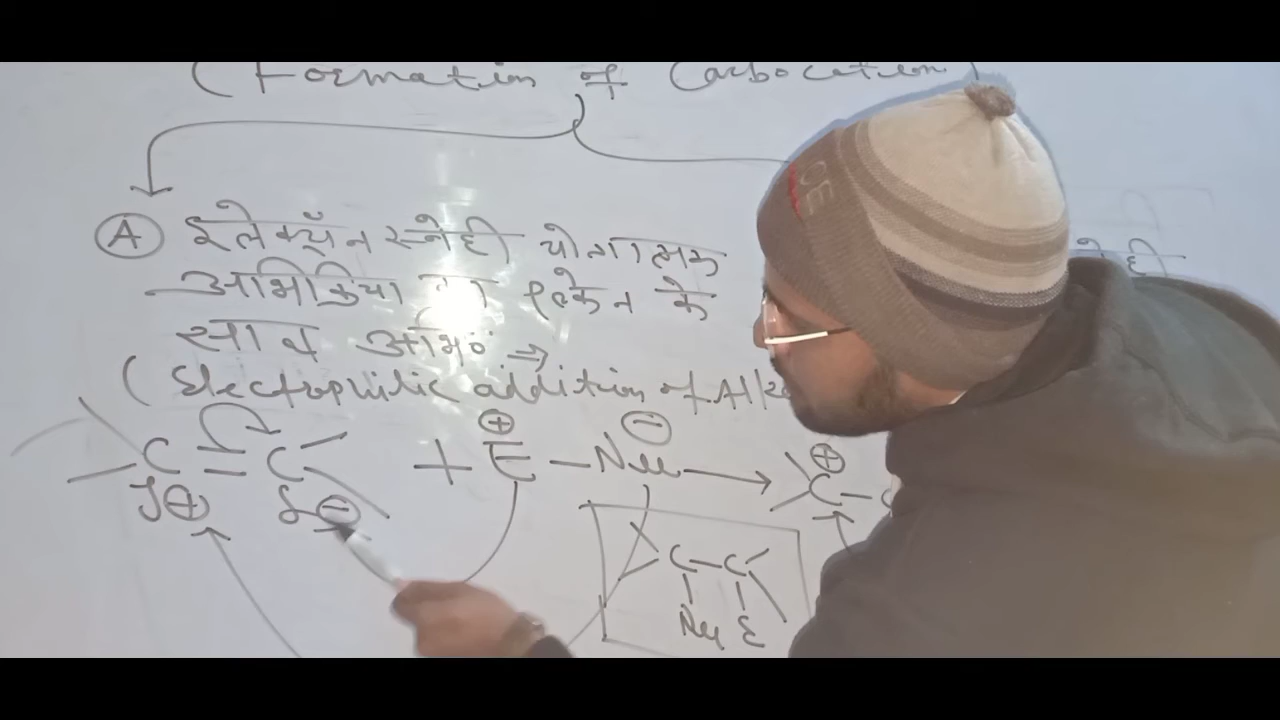 ( Formation of Carbocation )
A इलेक्ट्रॉन स्नेही योगात्मक
अभिक्रिया का एल्केन के
साथ अभि० →
( Electrophilic addition of Alk
C = C + E⊕ — Nu⊖ → C⊕ — C
δ⊕ δ⊖
C — C
Nu E